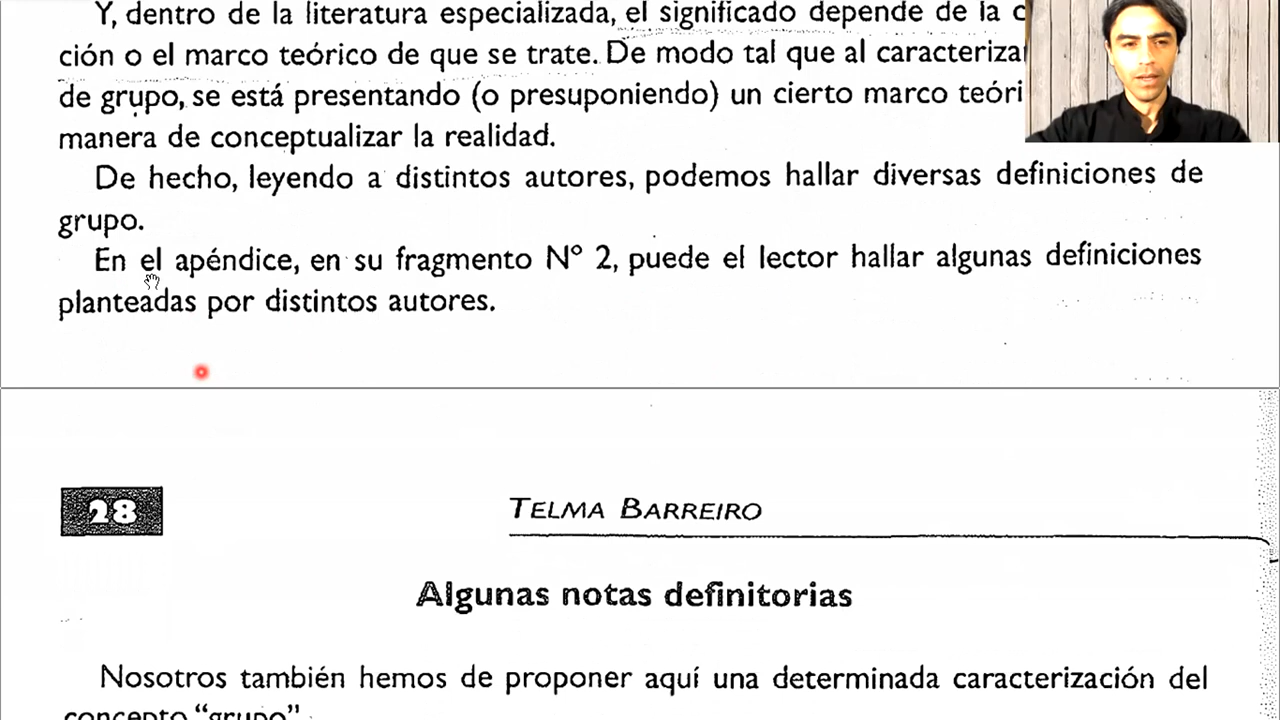 Y, dentro de la literatura especializada, el significado depende de la
ción o el marco teórico de que se trate. De modo tal que al
de grupo, se está presentando (o presuponiendo) un cierto marco
manera de conceptualizar la realidad.
De hecho, leyendo a distintos autores, podemos hallar diversas definiciones de
grupo.
En el apéndice, en su fragmento Nº 2, puede el lector hallar algunas definiciones
planteadas por distintos autores.
28
TELMA BARREIRO
Algunas notas definitorias
Nosotros también hemos de proponer aquí una determinada caracterización del
concepto “grupo”.